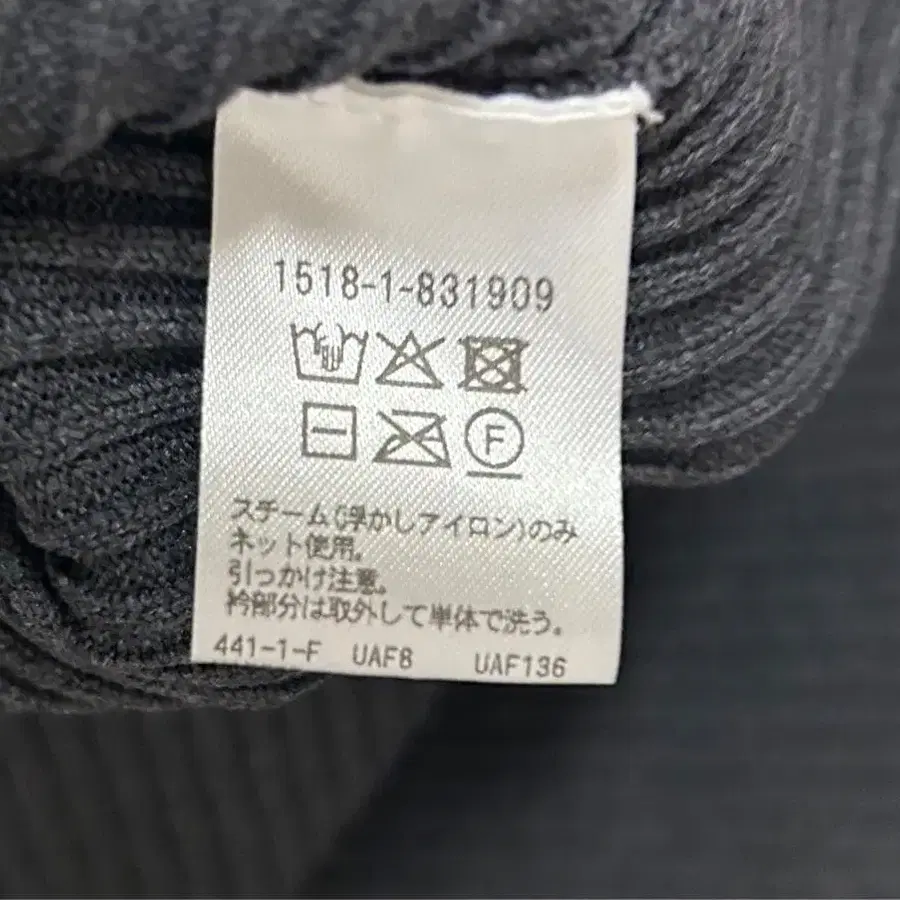 1518-1-831909
F
スチーム(浮かしアイロン)のみ
ネット使用。
引っかけ注意。
衿部分は取外して単体で洗う。
441-1-F UAF8 UAF136